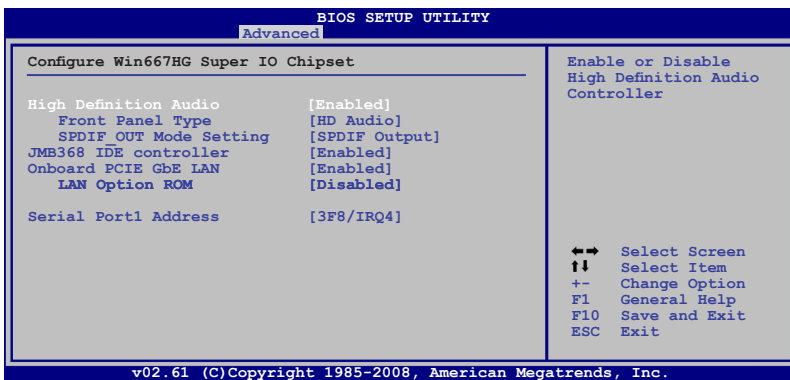 BIOS SETUP UTILITY
Advanced
Configure Win667HG Super IO Chipset
High Definition Audio [Enabled]
Front Panel Type [HD Audio]
SPDIF_OUT Mode Setting [SPDIF Output]
JMB368 IDE controller [Enabled]
Onboard PCIE GbE LAN [Enabled]
LAN Option ROM [Disabled]
Serial Port1 Address [3F8/IRQ4]
Enable or Disable
High Definition Audio
Controller
←→ Select Screen
↑↓ Select Item
+- Change Option
F1 General Help
F10 Save and Exit
ESC Exit
v02.61 (C)Copyright 1985-2008, American Megatrends, Inc.